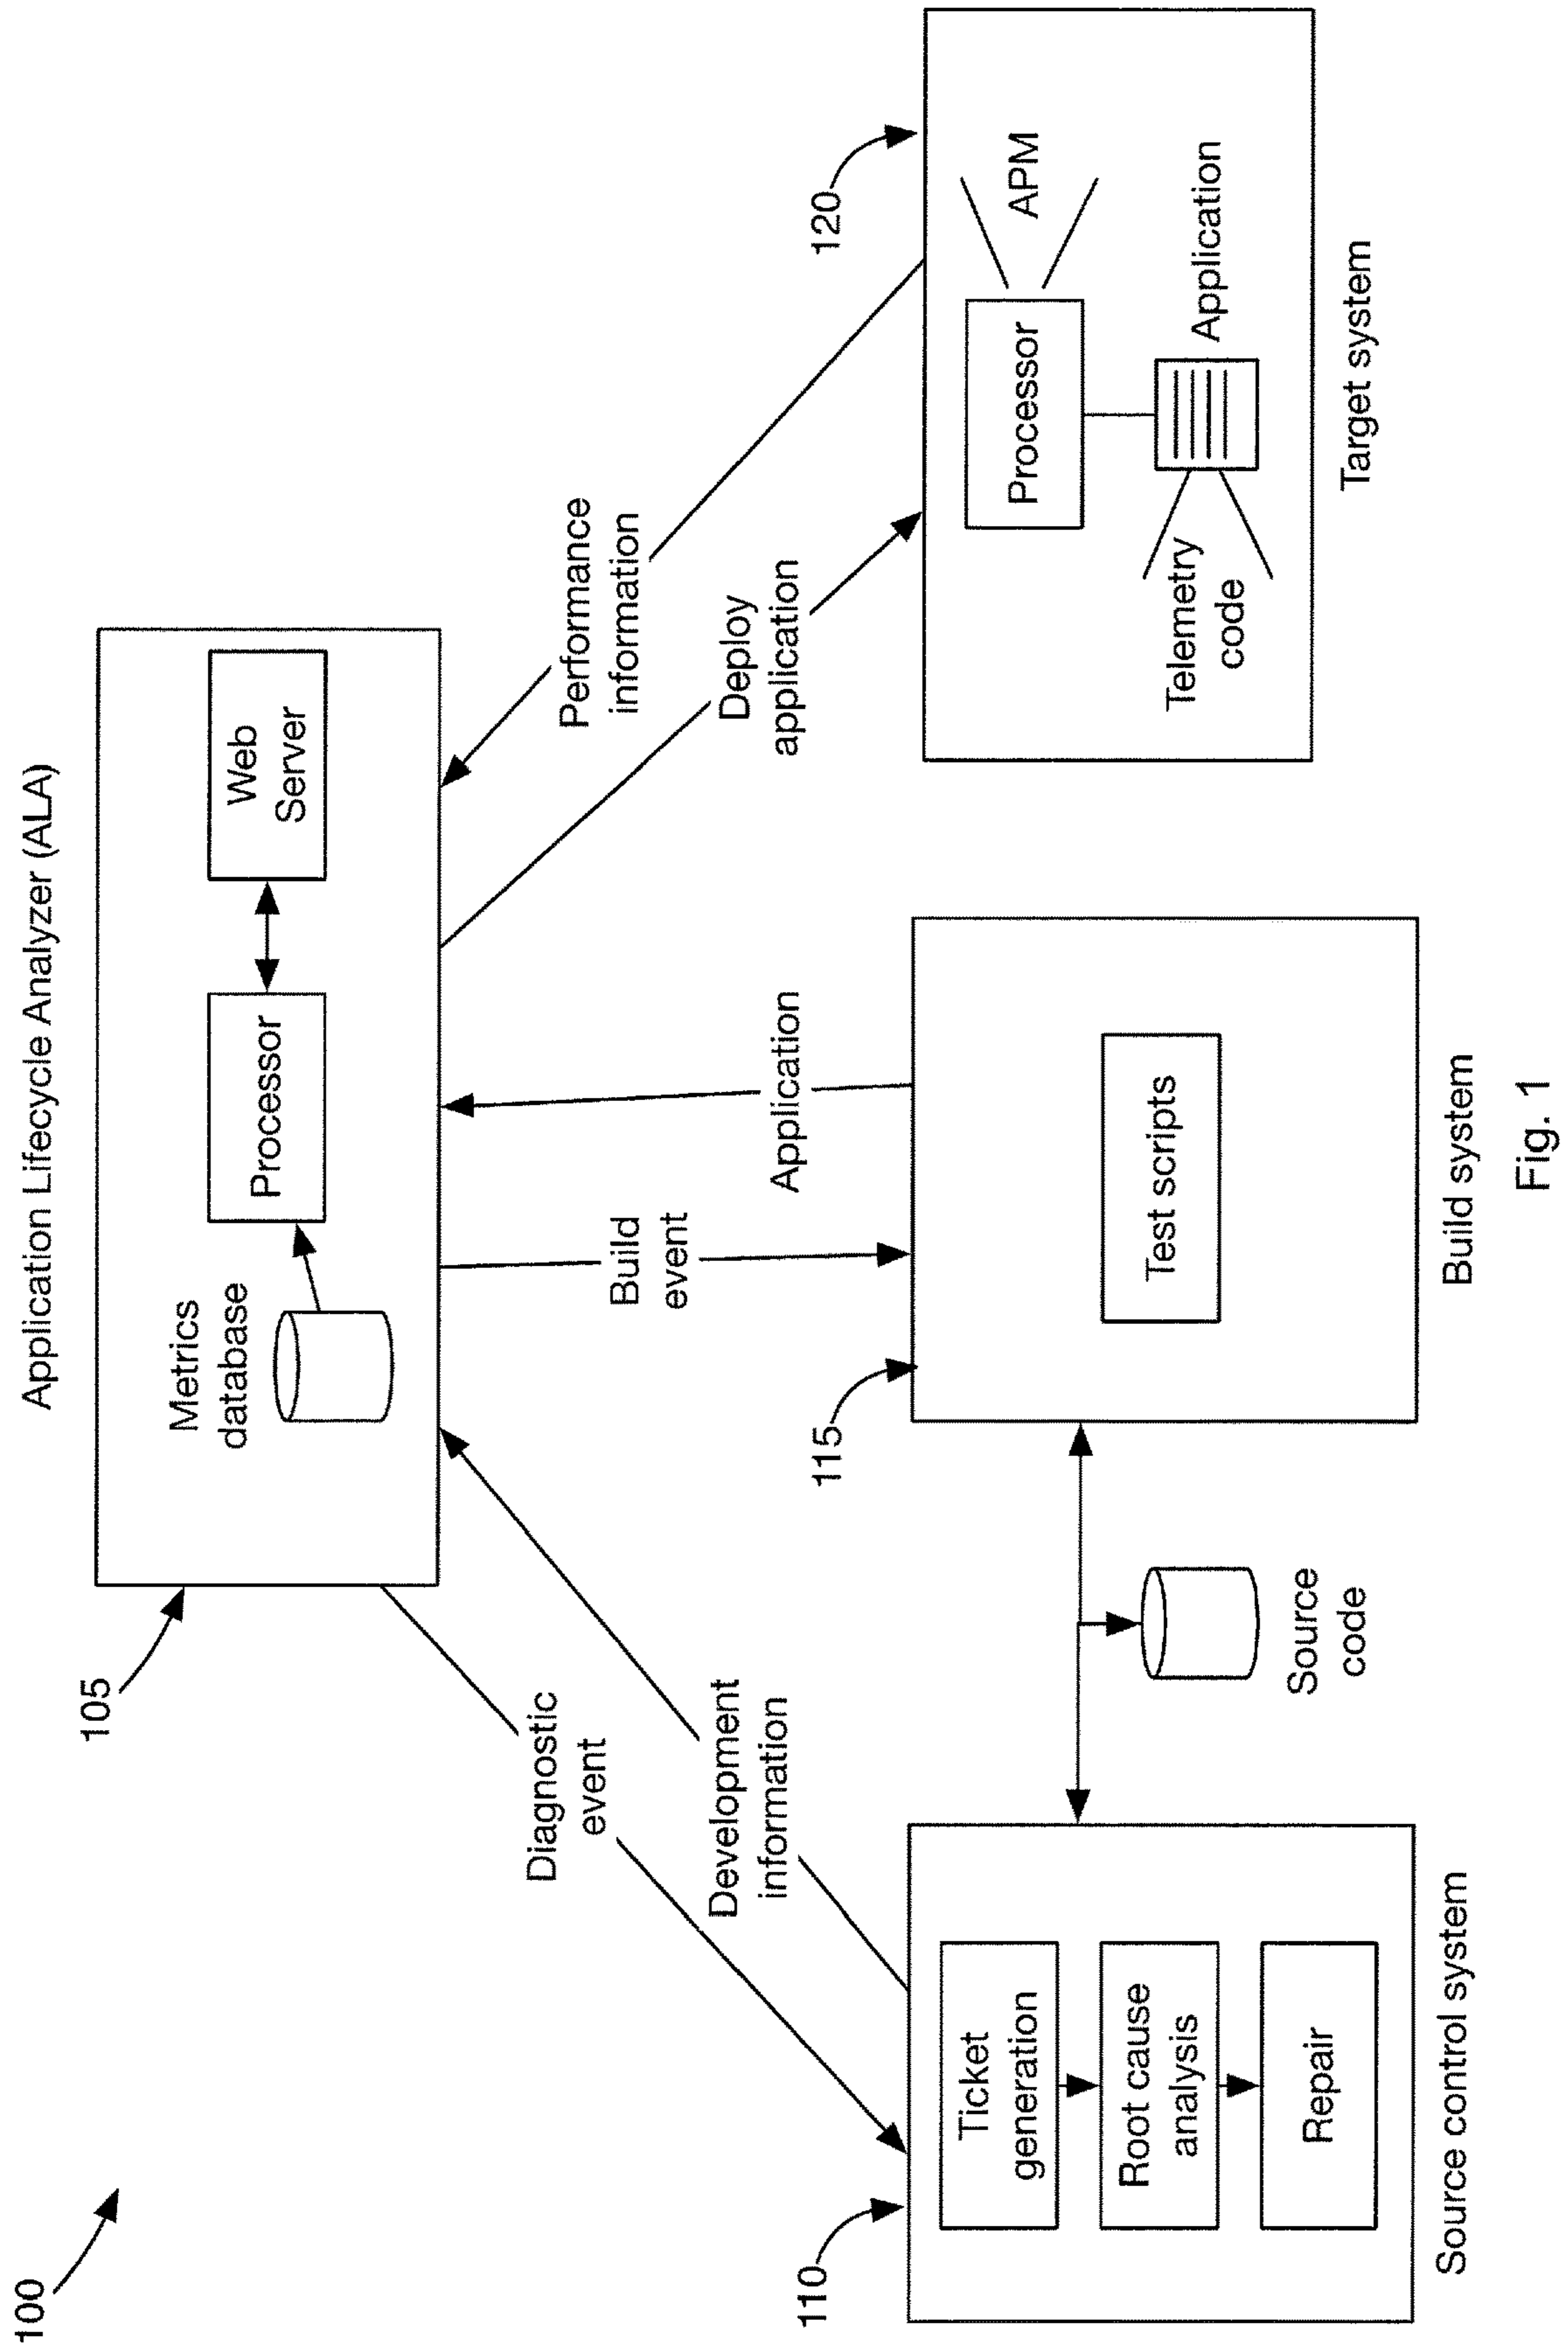 100
Application Lifecycle Analyzer (ALA)
105
Metrics
database
Processor
Web
Server
Diagnostic
event
Development
information
Build
event
Application
Performance
information
Deploy
application
110
Ticket
generation
Root cause
analysis
Repair
Source control system
Source
code
115
Test scripts
Build system
120
Processor
APM
Telemetry
code
Application
Target system
Fig. 1